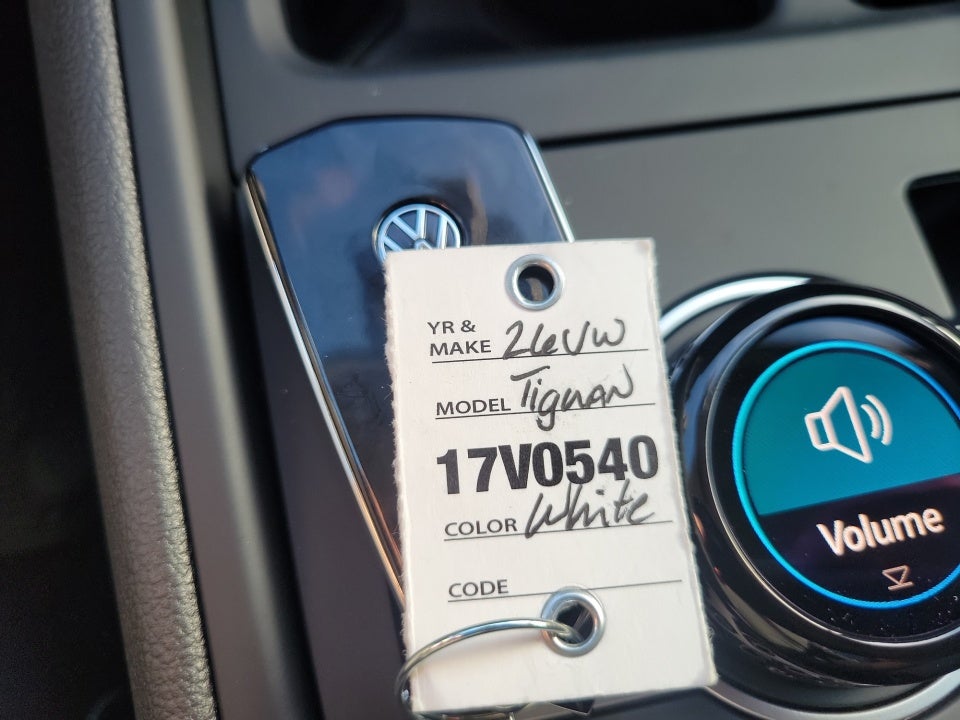 YR &
MAKE 26 VW
MODEL Tiguan
17V0540
COLOR White
CODE
Volume